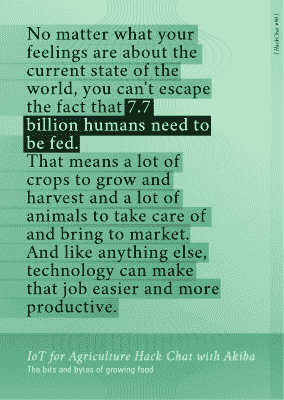 No matter what your
feelings are about the
current state of the
world, you can't escape
the fact that 7.7
billion humans need to
be fed.
That means a lot of
crops to grow and
harvest and a lot of
animals to take care of
and bring to market.
And like anything else,
technology can make
that job easier and more
productive.
IoT for Agriculture Hack Chat with Akiba
The bits and bytes of growing food